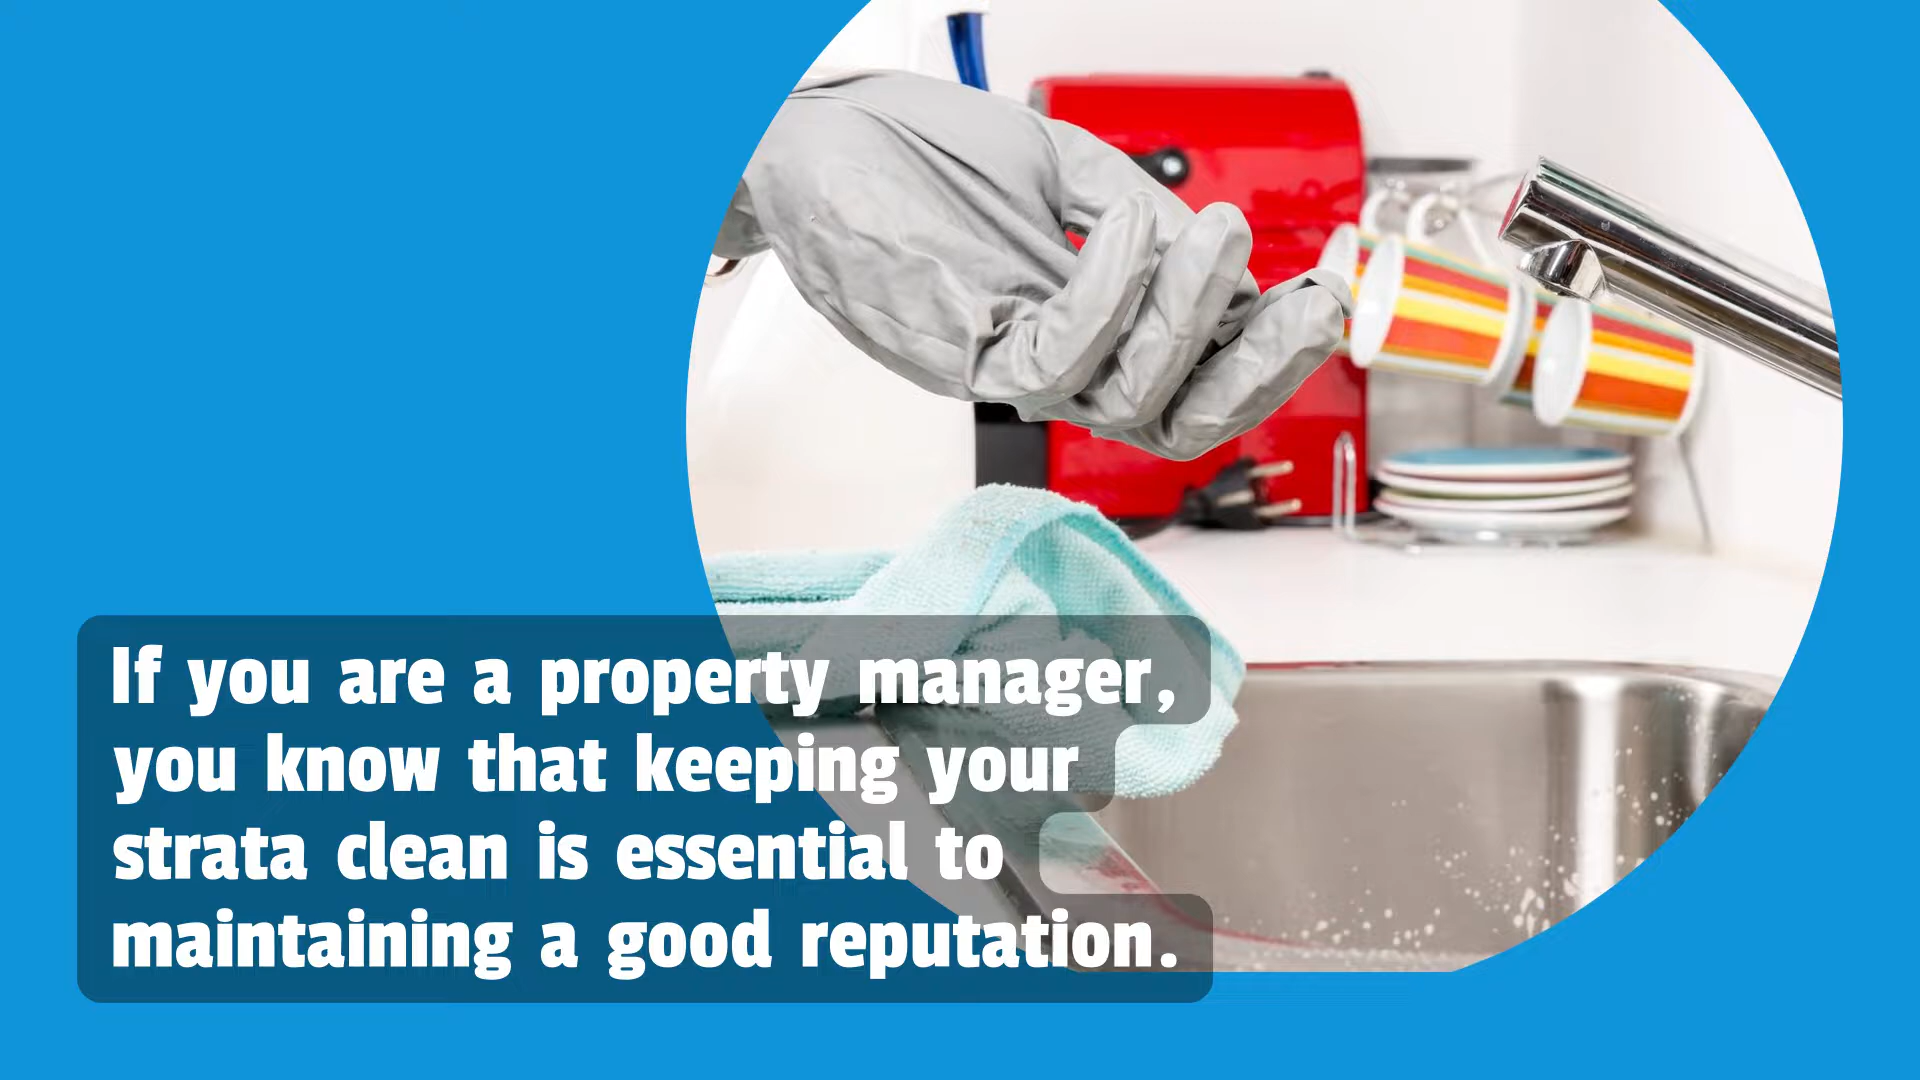 If you are a property manager,
you know that keeping your
strata clean is essential to
maintaining a good reputation.